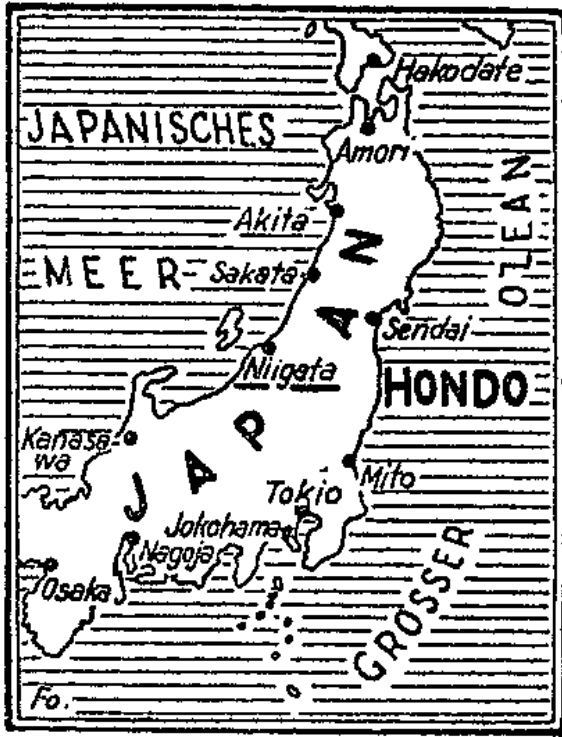 Hakodate
JAPANISCHES
Amori
OZEAN
Akita
MEER
Sakata
JAPAN
Sendai
Niigata
HONDO
Kanasa-
wa
Mito
Tokio
Jokohama
Nagoja
GROSSER
Osaka
Fo.